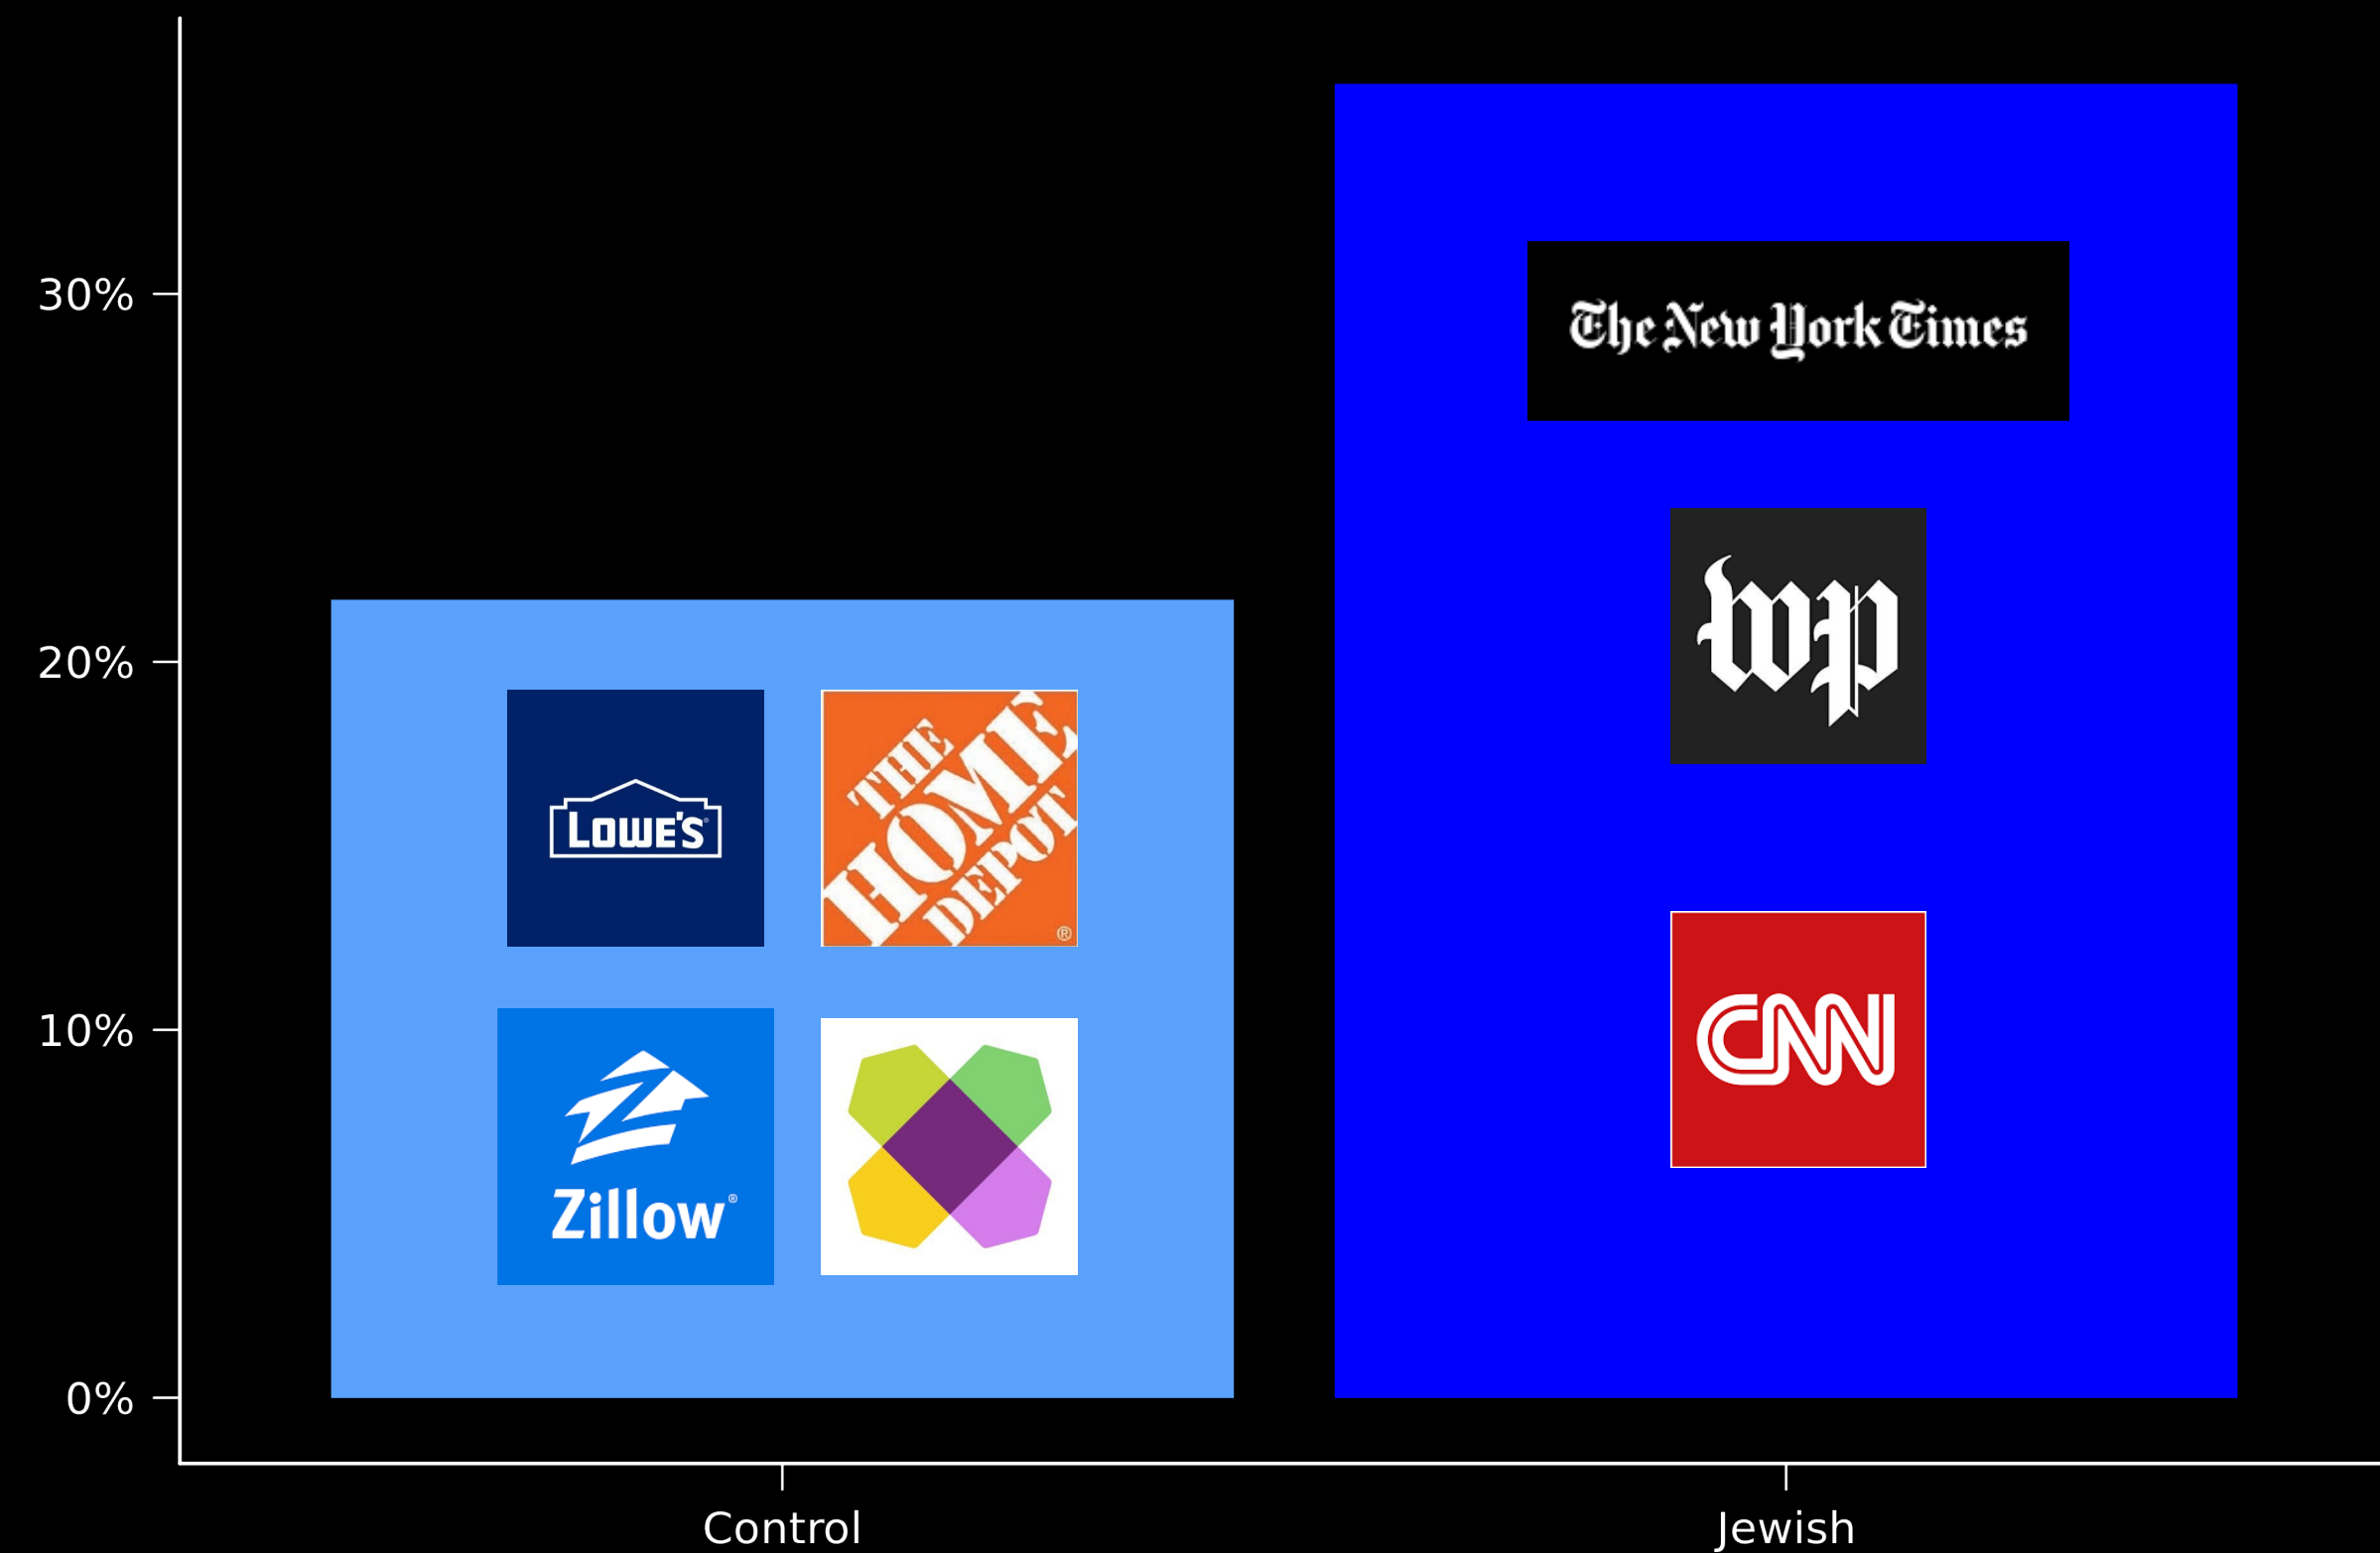 30%
The New York Times
20%
wp
LOWE'S®
THE
HOME
DEPOT
®
10%
CNN
Zillow®
0%
Control
Jewish